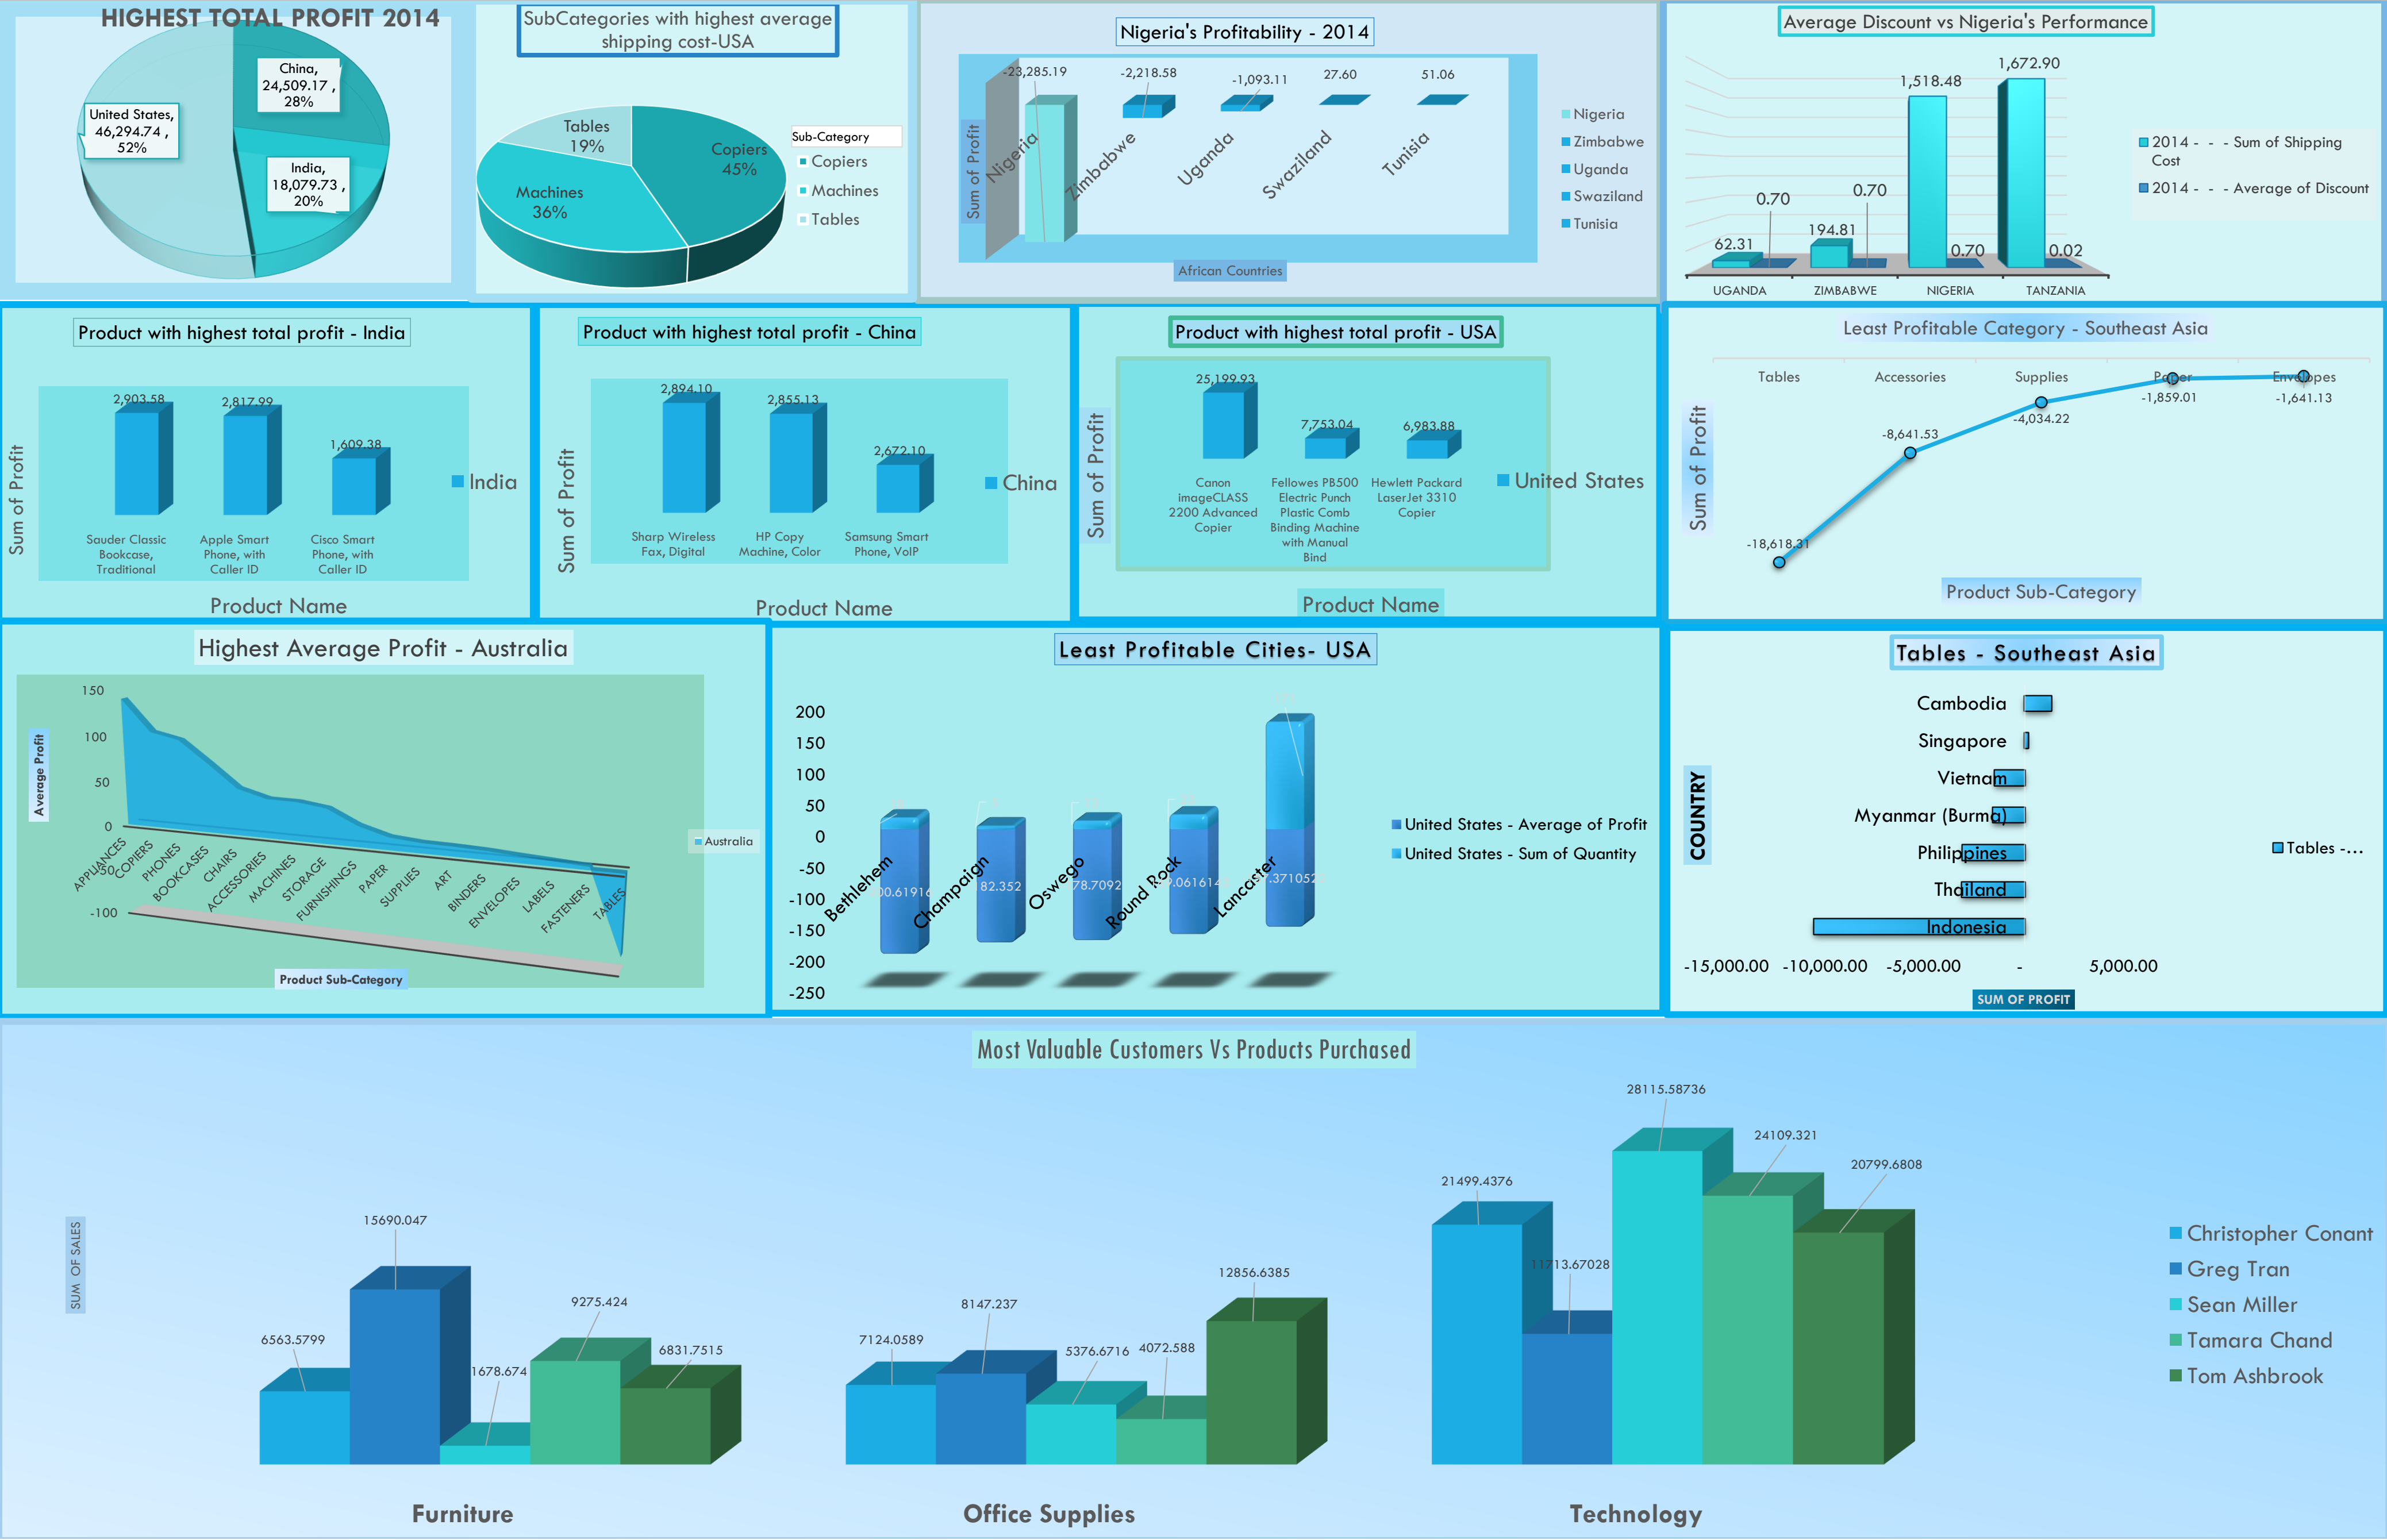 HIGHEST TOTAL PROFIT 2014
China,
24,509.17 ,
28%
United States,
46,294.74 ,
52%
India,
18,079.73 ,
20%
SubCategories with highest average
shipping cost-USA
Tables
19%
Copiers
45%
Machines
36%
Sub-Category
Copiers
Machines
Tables
Nigeria's Profitability - 2014
-23,285.19
-2,218.58
-1,093.11
27.60
51.06
Sum of Profit
Nigeria
Zimbabwe
Uganda
Swaziland
Tunisia
African Countries
Nigeria
Zimbabwe
Uganda
Swaziland
Tunisia
Average Discount vs Nigeria's Performance
1,672.90
1,518.48
0.70
0.70
194.81
62.31
0.70
0.02
UGANDA
ZIMBABWE
NIGERIA
TANZANIA
2014 - - - Sum of Shipping
Cost
2014 - - - Average of Discount
Product with highest total profit - India
2,903.58
2,817.99
1,609.38
Sum of Profit
India
Sauder Classic
Bookcase,
Traditional
Apple Smart
Phone, with
Caller ID
Cisco Smart
Phone, with
Caller ID
Product Name
Product with highest total profit - China
2,894.10
2,855.13
2,672.10
Sum of Profit
China
Sharp Wireless
Fax, Digital
HP Copy
Machine, Color
Samsung Smart
Phone, VoIP
Product Name
Product with highest total profit - USA
25,199.93
7,753.04
6,983.88
Sum of Profit
United States
Canon
imageCLASS
2200 Advanced
Copier
Fellowes PB500
Electric Punch
Plastic Comb
Binding Machine
with Manual
Bind
Hewlett Packard
LaserJet 3310
Copier
Product Name
Least Profitable Category - Southeast Asia
Tables
Accessories
Supplies
Paper
Envelopes
-1,859.01
-1,641.13
-4,034.22
-8,641.53
-18,618.31
Sum of Profit
Product Sub-Category
Highest Average Profit - Australia
150
100
50
0
-50
-100
Average Profit
APPLIANCES
COPIERS
PHONES
BOOKCASES
CHAIRS
ACCESSORIES
MACHINES
STORAGE
FURNISHINGS
PAPER
SUPPLIES
ART
BINDERS
ENVELOPES
LABELS
FASTENERS
TABLES
Australia
Product Sub-Category
Least Profitable Cities- USA
200
150
100
50
0
-50
-100
-150
-200
-250
Bethlehem
Champaign
Oswego
Round Rock
Lancaster
United States - Average of Profit
United States - Sum of Quantity
Tables - Southeast Asia
Cambodia
Singapore
Vietnam
Myanmar (Burma)
Philippines
Thailand
Indonesia
COUNTRY
Tables -...
-15,000.00
-10,000.00
-5,000.00
-
5,000.00
SUM OF PROFIT
Most Valuable Customers Vs Products Purchased
SUM OF SALES
6563.5799
15690.047
1678.674
9275.424
6831.7515
7124.0589
8147.237
5376.6716
4072.588
12856.6385
21499.4376
11713.67028
28115.58736
24109.321
20799.6808
Furniture
Office Supplies
Technology
Christopher Conant
Greg Tran
Sean Miller
Tamara Chand
Tom Ashbrook